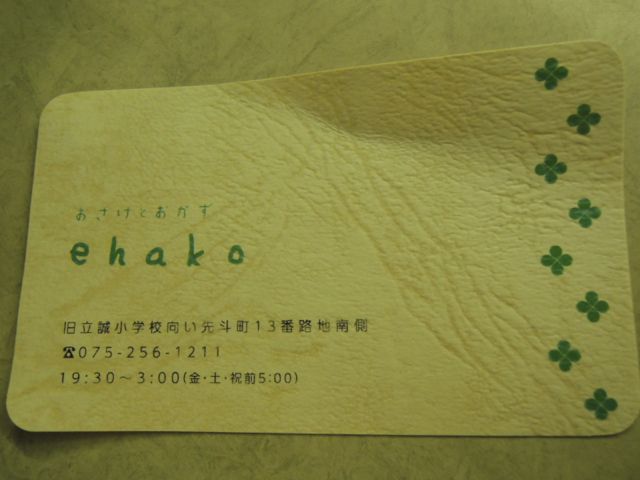 おさけとおかず
ehako
旧立誠小学校向い先斗町13番路地南側
☎075-256-1211
19:30〜3:00(金・土・祝前5:00)